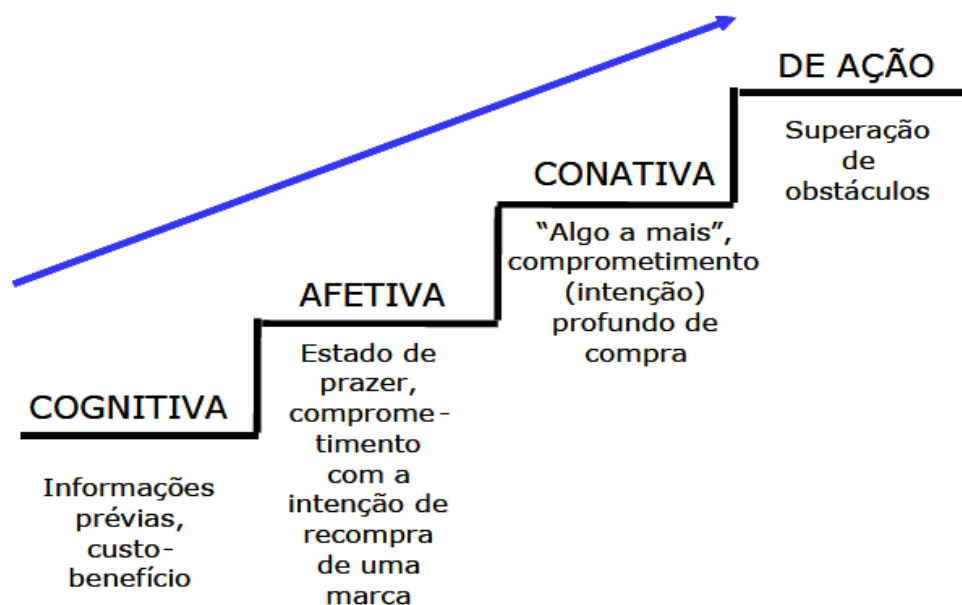 COGNITIVA
Informações
prévias,
custo-
benefício
AFETIVA
Estado de
prazer,
comprome-
timento
com a
intenção de
recompra
de uma
marca
CONATIVA
“Algo a mais”,
comprometimento
(intenção)
profundo de
compra
DE AÇÃO
Superação
de
obstáculos